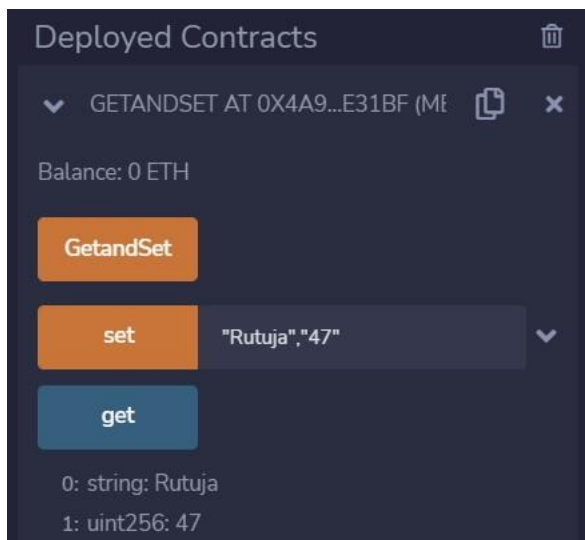 Deployed Contracts
GETANDSET AT 0X4A9...E31BF (ME
Balance: 0 ETH
GetandSet
set "Rutuja","47"
get
0: string: Rutuja
1: uint256: 47